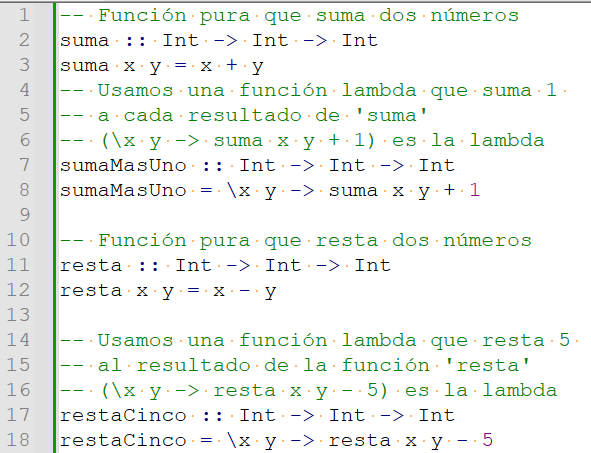 1 -- Función pura que suma dos números
2 suma :: Int -> Int -> Int
3 suma x y = x + y
4 -- Usamos una función lambda que suma 1
5 -- a cada resultado de 'suma'
6 -- (\x y -> suma x y + 1) es la lambda
7 sumaMasUno :: Int -> Int -> Int
8 sumaMasUno = \x y -> suma x y + 1
9
10 -- Función pura que resta dos números
11 resta :: Int -> Int -> Int
12 resta x y = x - y
13
14 -- Usamos una función lambda que resta 5
15 -- al resultado de la función 'resta'
16 -- (\x y -> resta x y - 5) es la lambda
17 restaCinco :: Int -> Int -> Int
18 restaCinco = \x y -> resta x y - 5